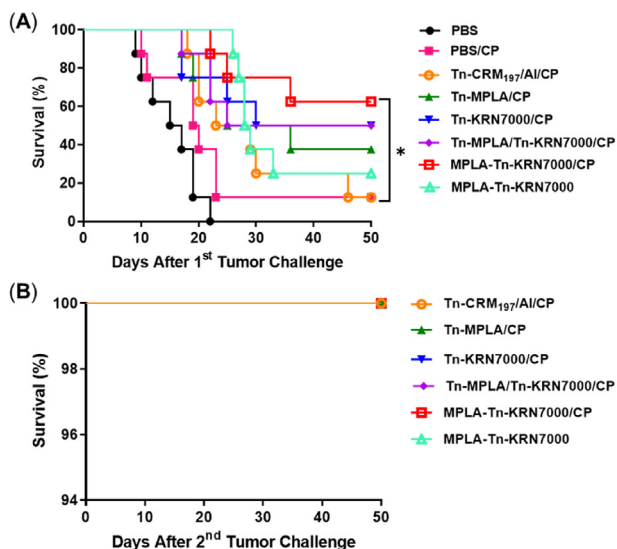 (A)
Survival (%)
100
80
60
40
20
0
0 10 20 30 40 50
Days After 1st Tumor Challenge
*
PBS
PBS/CP
Tn-CRM197/Al/CP
Tn-MPLA/CP
Tn-KRN7000/CP
Tn-MPLA/Tn-KRN7000/CP
MPLA-Tn-KRN7000/CP
MPLA-Tn-KRN7000
(B)
Survival (%)
100
98
96
94
0 10 20 30 40 50
Days After 2nd Tumor Challenge
Tn-CRM197/Al/CP
Tn-MPLA/CP
Tn-KRN7000/CP
Tn-MPLA/Tn-KRN7000/CP
MPLA-Tn-KRN7000/CP
MPLA-Tn-KRN7000